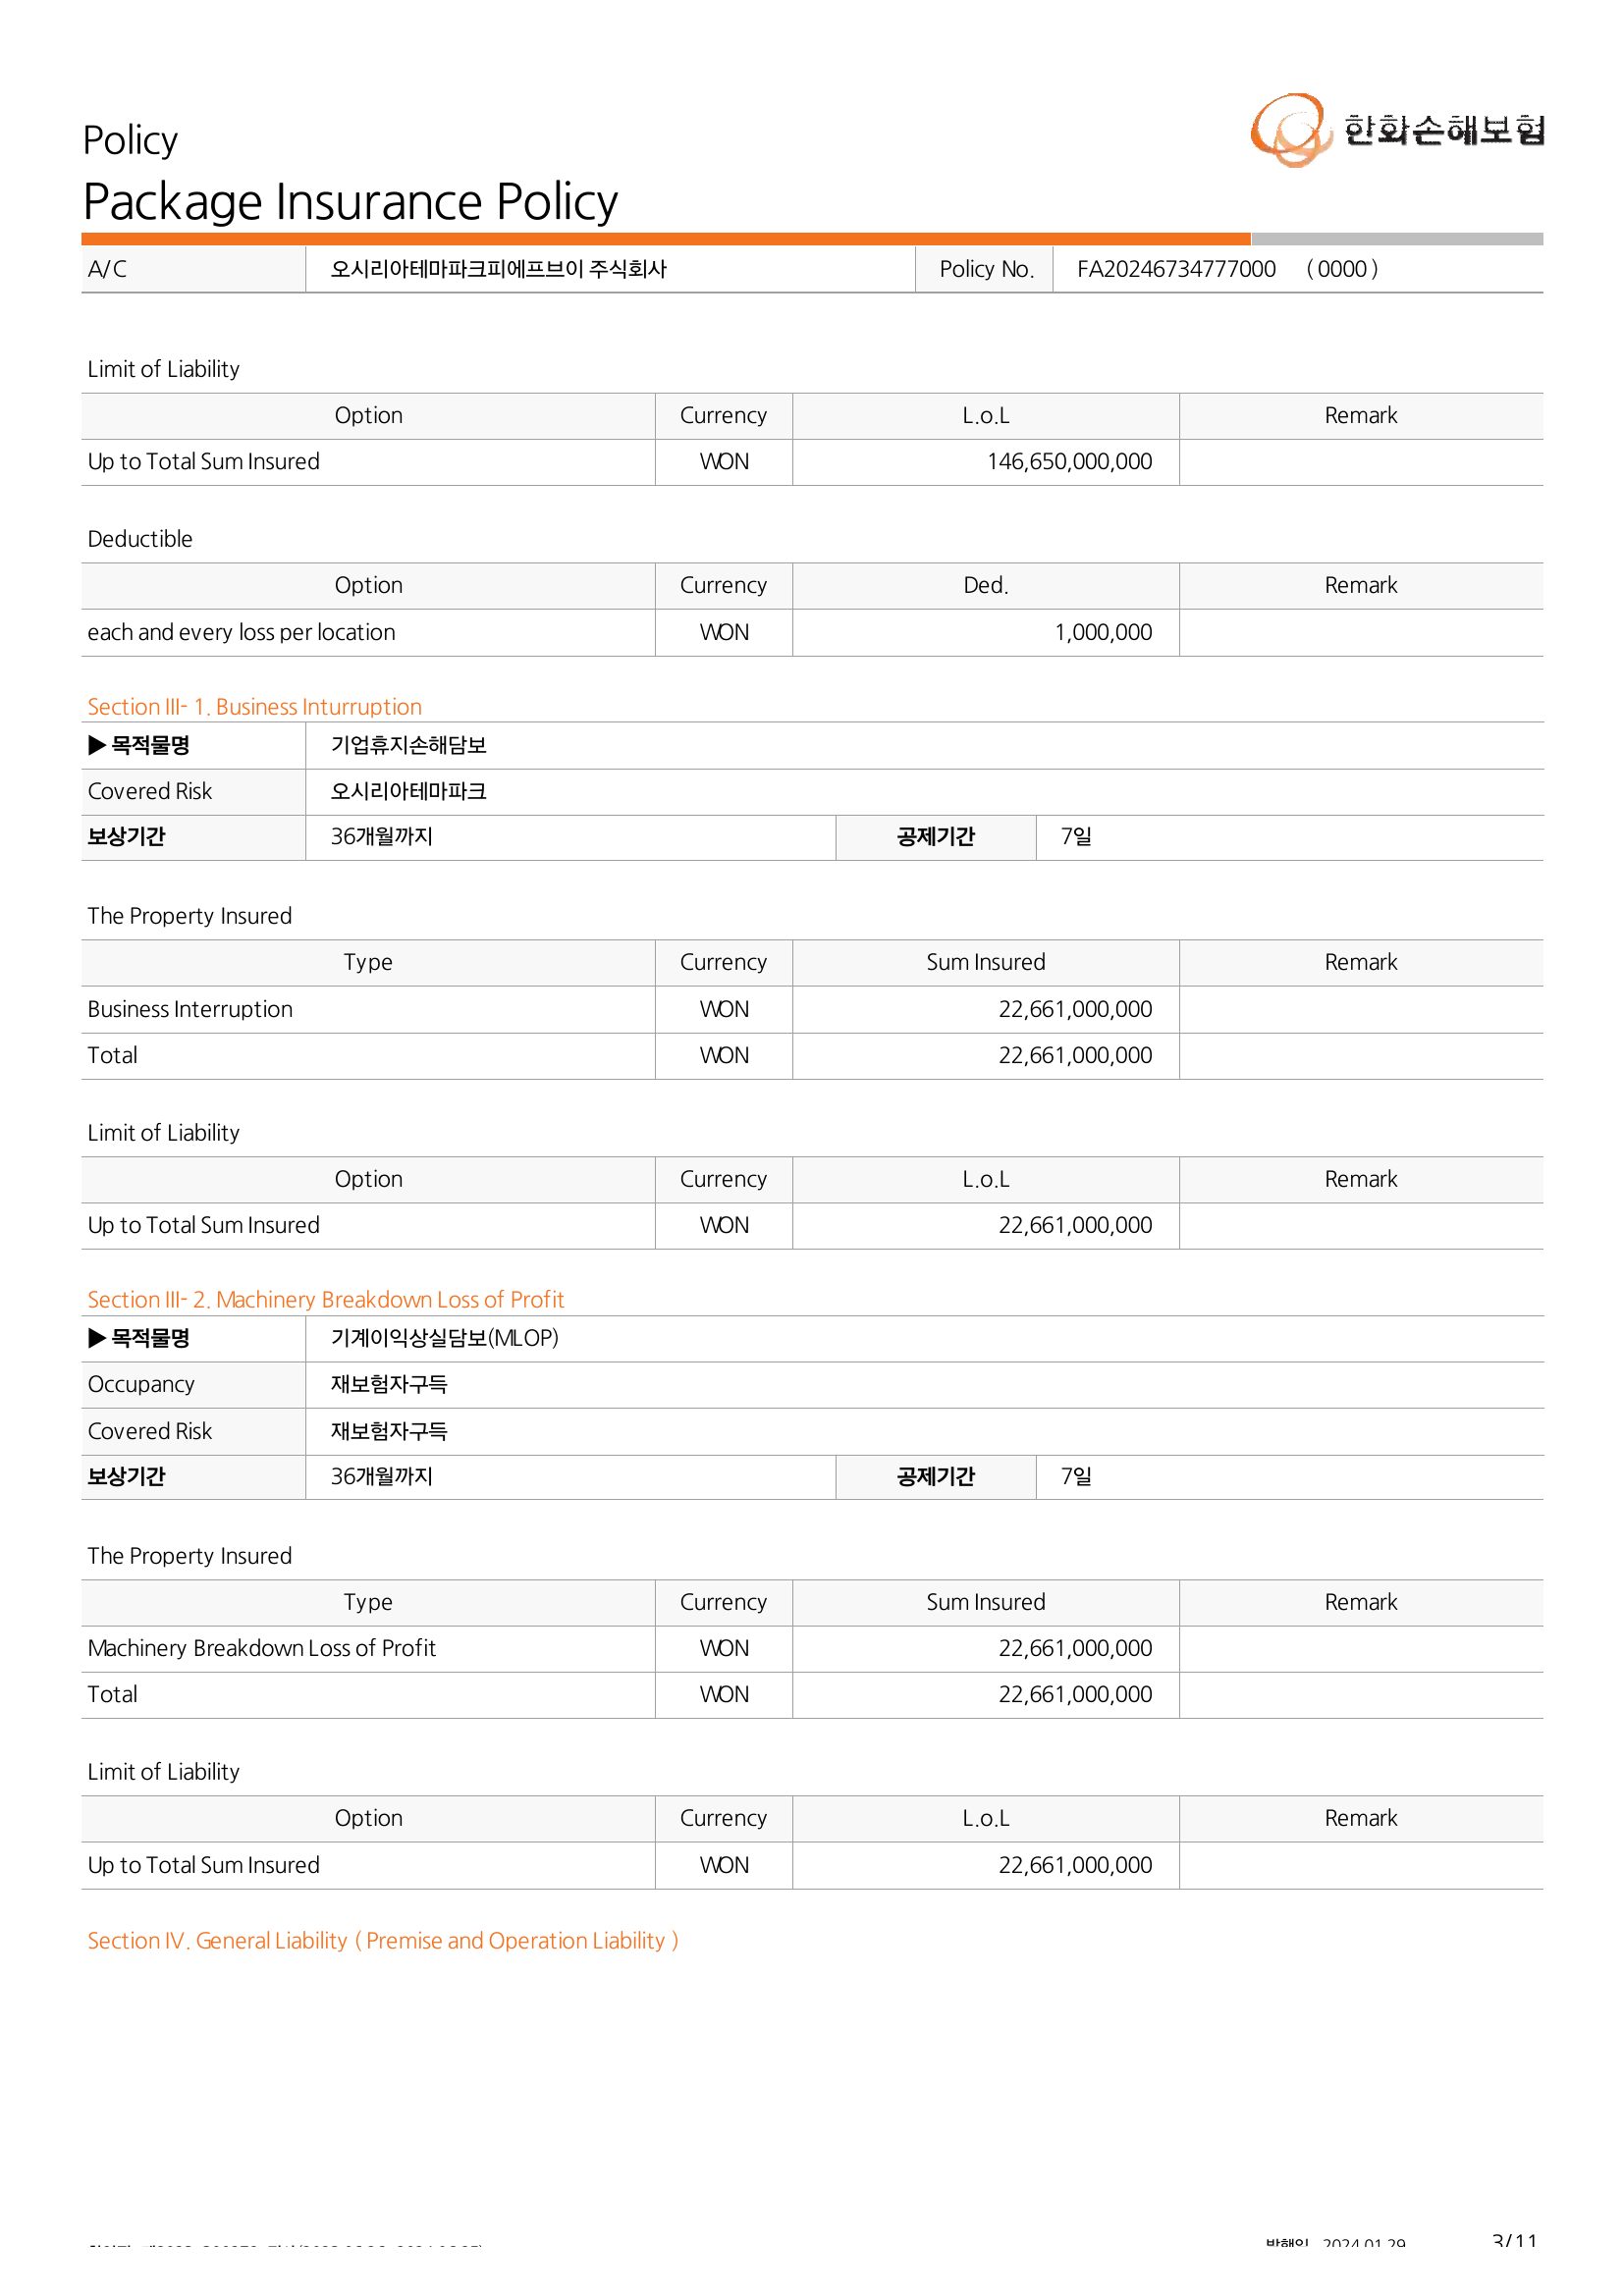 Policy
한화손해보험
Package Insurance Policy
A/C 오시리아테마파크피에프브이 주식회사 Policy No. FA20246734777000 ( 0000 )
Limit of Liability
Option Currency L.o.L Remark
Up to Total Sum Insured WON 146,650,000,000
Deductible
Option Currency Ded. Remark
each and every loss per location WON 1,000,000
Section III- 1. Business Inturruption
▶ 목적물명 기업휴지손해담보
Covered Risk 오시리아테마파크
보상기간 36개월까지 공제기간 7일
The Property Insured
Type Currency Sum Insured Remark
Business Interruption WON 22,661,000,000
Total WON 22,661,000,000
Limit of Liability
Option Currency L.o.L Remark
Up to Total Sum Insured WON 22,661,000,000
Section III- 2. Machinery Breakdown Loss of Profit
▶ 목적물명 기계이익상실담보(MLOP)
Occupancy 재보험자구득
Covered Risk 재보험자구득
보상기간 36개월까지 공제기간 7일
The Property Insured
Type Currency Sum Insured Remark
Machinery Breakdown Loss of Profit WON 22,661,000,000
Total WON 22,661,000,000
Limit of Liability
Option Currency L.o.L Remark
Up to Total Sum Insured WON 22,661,000,000
Section IV. General Liability ( Premise and Operation Liability )
발행일 2024.01.29 3/11